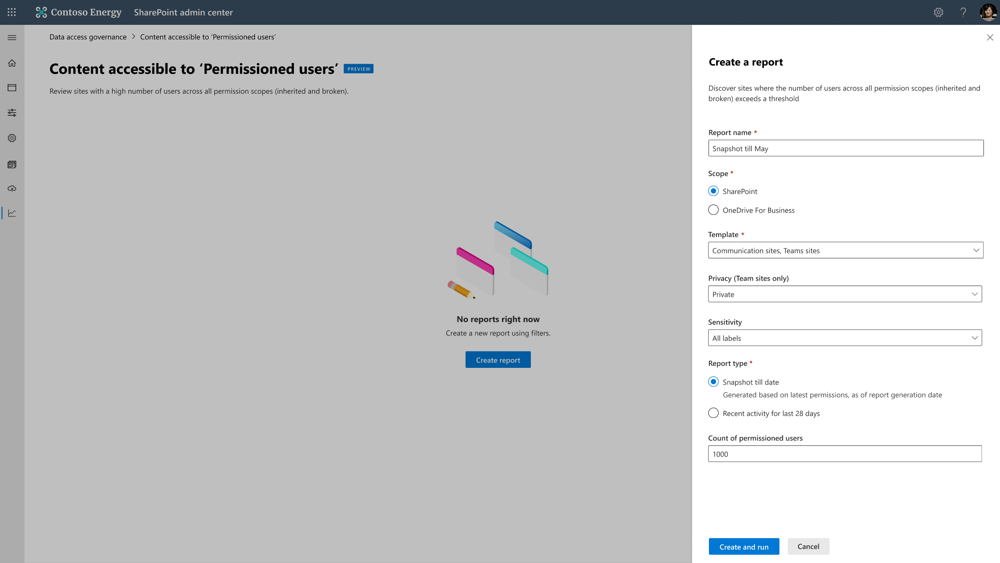 Contoso Energy
SharePoint admin center
Data access governance
Content accessible to ‘Permissioned users’
Content accessible to ‘Permissioned users’
PREVIEW
Review sites with a high number of users across all permission scopes (inherited and broken).
No reports right now
Create a new report using filters.
Create report
Create a report
Discover sites where the number of users across all permission scopes (inherited and
broken) exceeds a threshold
Report name *
Snapshot till May
Scope *
SharePoint
OneDrive For Business
Template *
Communication sites, Teams sites
Privacy (Team sites only)
Private
Sensitivity
All labels
Report type *
Snapshot till date
Generated based on latest permissions, as of report generation date
Recent activity for last 28 days
Count of permissioned users
1000
Create and run
Cancel